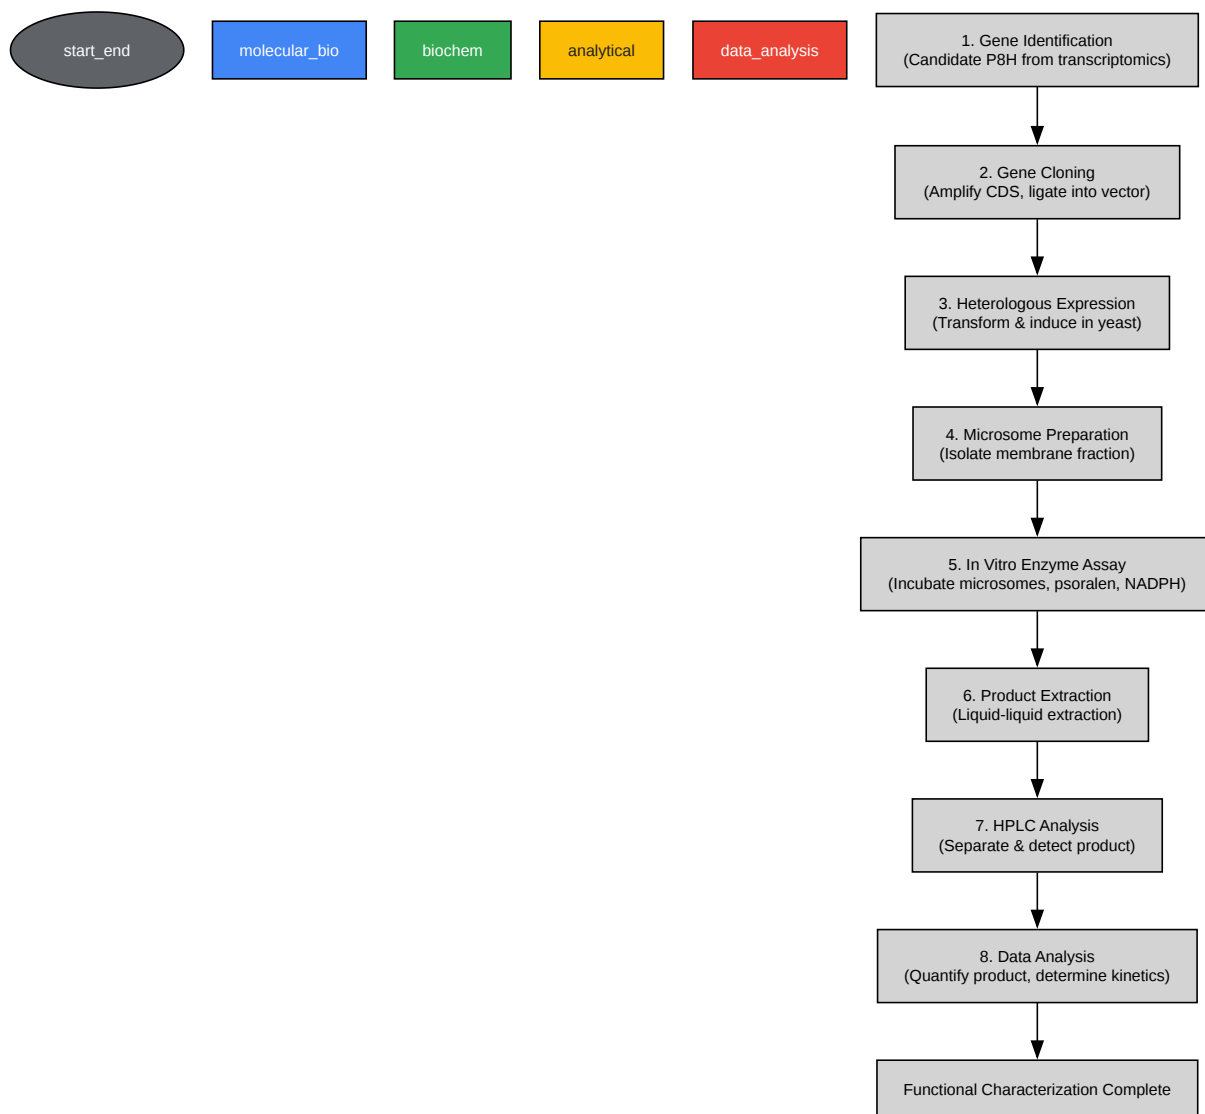 start_end
molecular_bio
biochem
analytical
data_analysis
1. Gene Identification
(Candidate P8H from transcriptomics)
2. Gene Cloning
(Amplify CDS, ligate into vector)
3. Heterologous Expression
(Transform & induce in yeast)
4. Microsome Preparation
(Isolate membrane fraction)
5. In Vitro Enzyme Assay
(Incubate microsomes, psoralen, NADPH)
6. Product Extraction
(Liquid-liquid extraction)
7. HPLC Analysis
(Separate & detect product)
8. Data Analysis
(Quantify product, determine kinetics)
Functional Characterization Complete